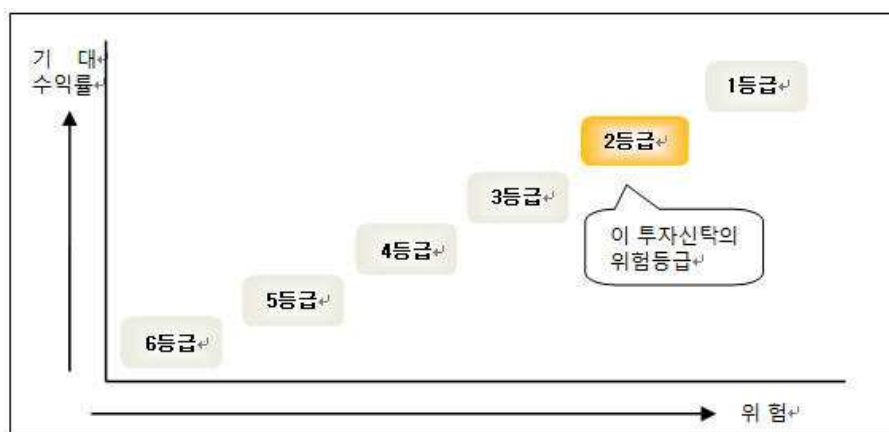 기 대
수익률
1등급
2등급
3등급
이 투자신탁의
위험등급
4등급
5등급
6등급
위 험